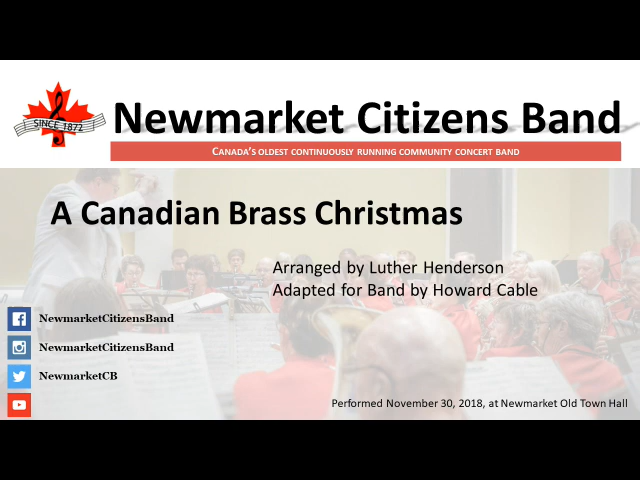 SINCE 1872
Newmarket Citizens Band
CANADA'S OLDEST CONTINUOUSLY RUNNING COMMUNITY CONCERT BAND
A Canadian Brass Christmas
Arranged by Luther Henderson
Adapted for Band by Howard Cable
NewmarketCitizensBand
NewmarketCitizensBand
NewmarketCB
Performed November 30, 2018, at Newmarket Old Town Hall